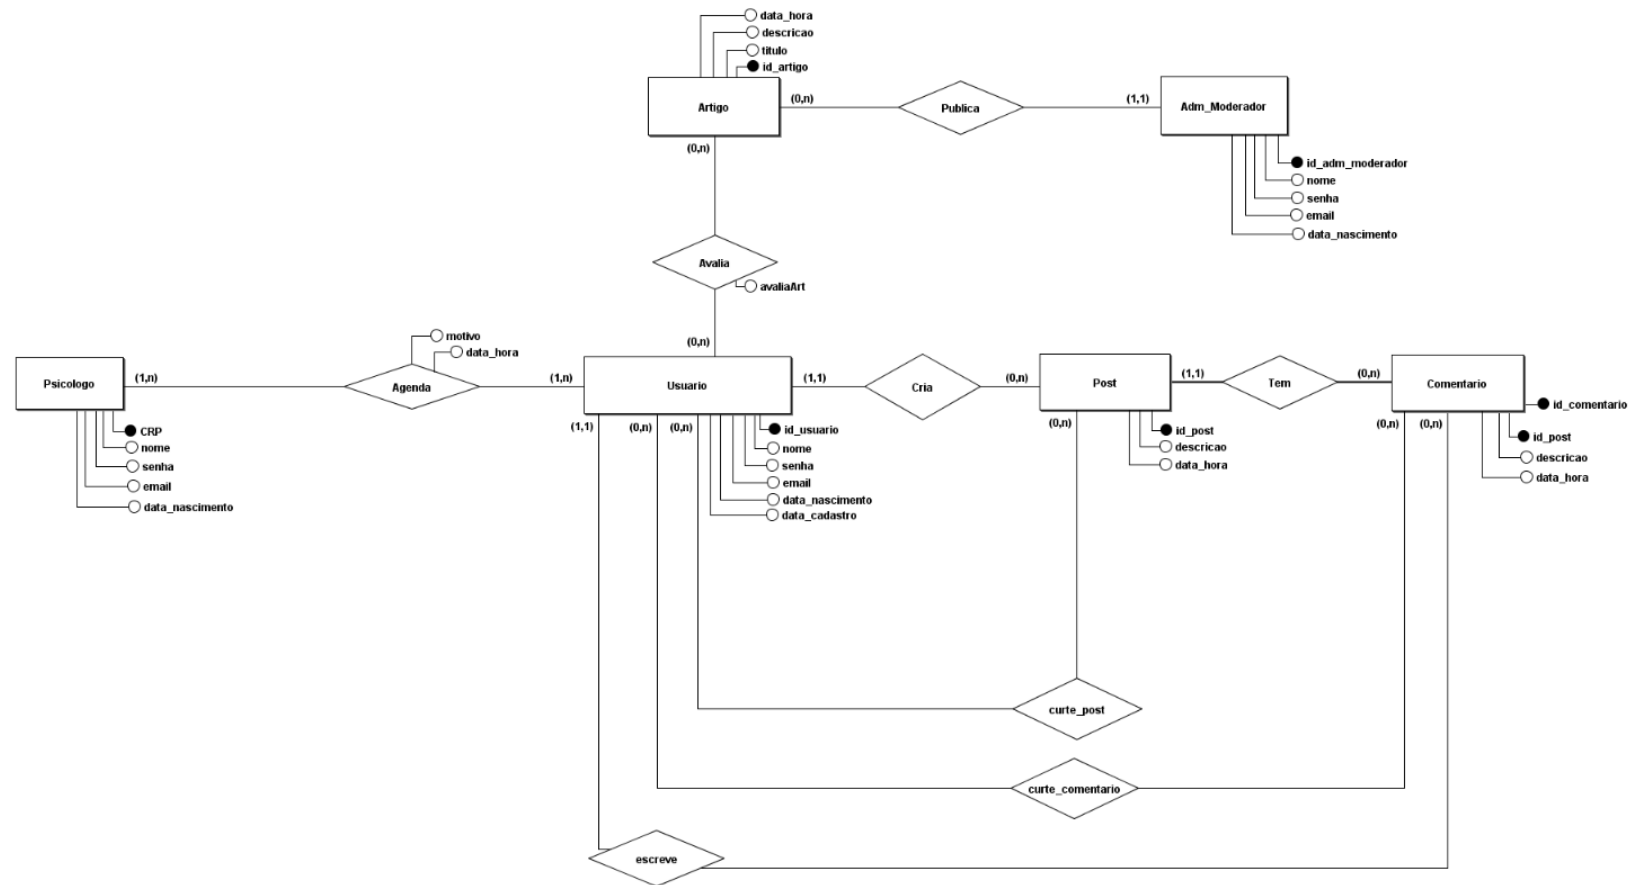 data_hora
descricao
titulo
id_artigo
Artigo
(0,n)
Publica
(1,1)
Adm_Moderador
(0,n)
id_adm_moderador
nome
senha
email
data_nascimento
Avalia
avaliaArt
(0,n)
motivo
data_hora
Psicologo
(1,n)
Agenda
(1,n)
Usuario
(1,1)
Cria
(0,n)
Post
(1,1)
Tem
(0,n)
Comentario
CRP
nome
senha
email
data_nascimento
(1,1)
(0,n)
(0,n)
id_usuario
nome
senha
email
data_nascimento
data_cadastro
(0,n)
id_post
descricao
data_hora
(0,n)
(0,n)
id_comentario
id_post
descricao
data_hora
curte_post
curte_comentario
escreve